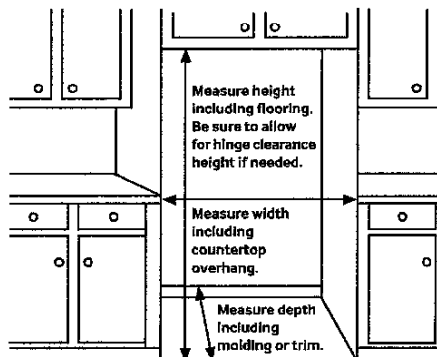 Measure height
including flooring.
Be sure to allow
for hinge clearance
height if needed.
Measure width
including
countertop
overhang.
Measure depth
including
molding or trim.